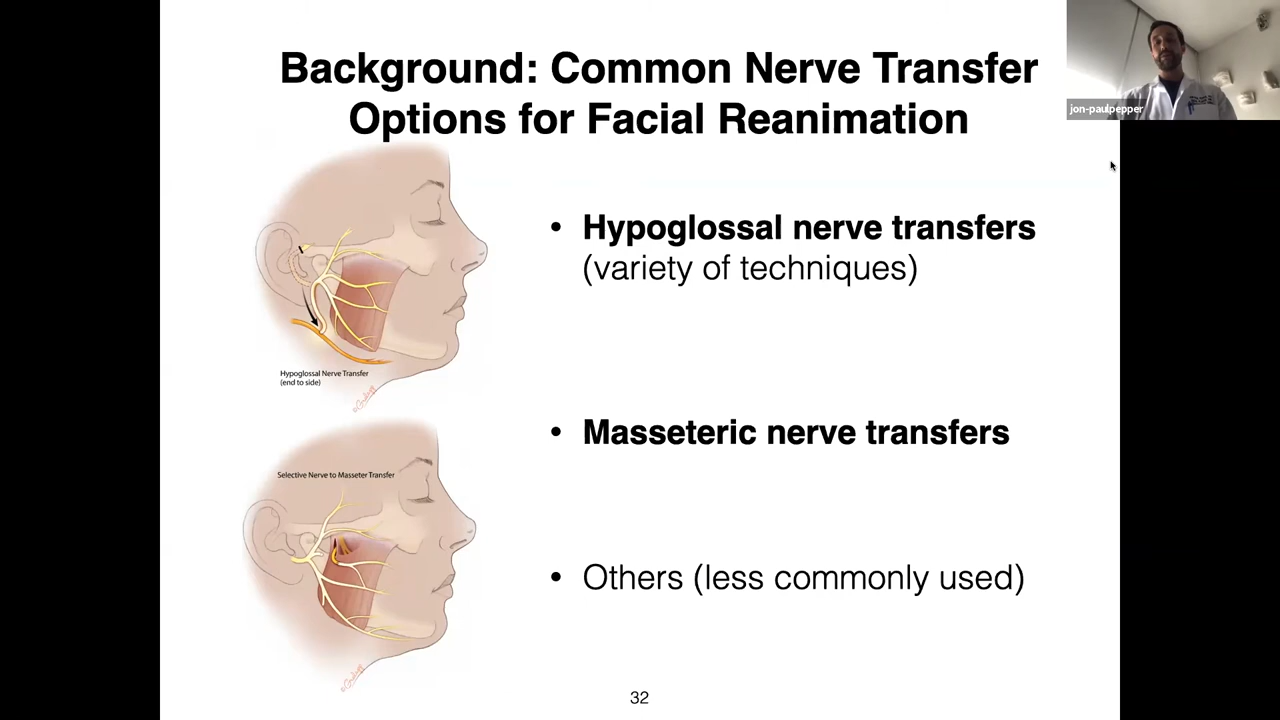 Background: Common Nerve Transfer
Options for Facial Reanimation
jon-paulpepper
• Hypoglossal nerve transfers
(variety of techniques)
Hypoglossal Nerve Transfer
(end to side)
• Masseteric nerve transfers
Selective Nerve to Masseter Transfer
• Others (less commonly used)
32